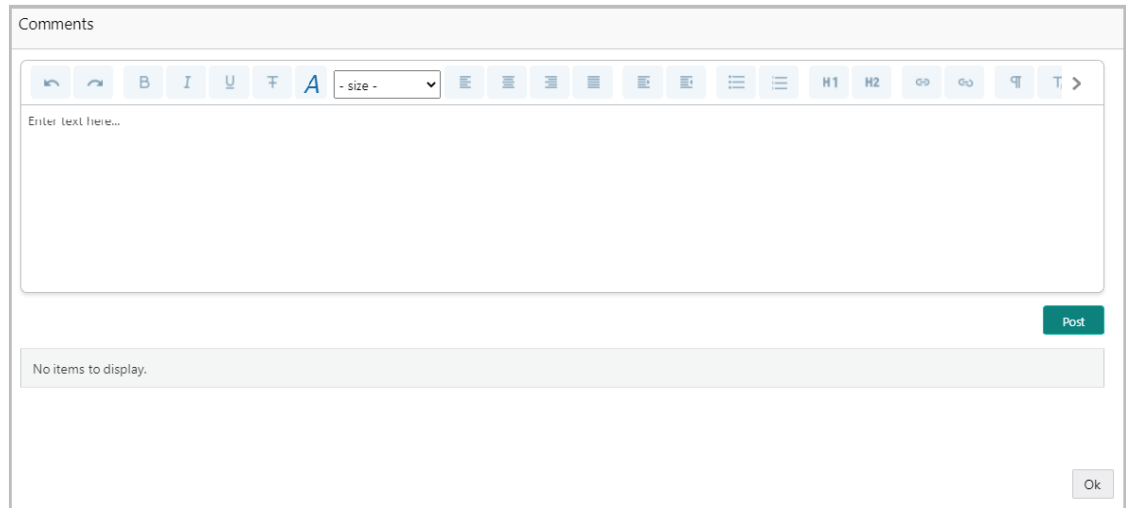 Comments
B I U T A - size - H1 H2 ¶ T
Enter text here...
Post
No items to display.
Ok